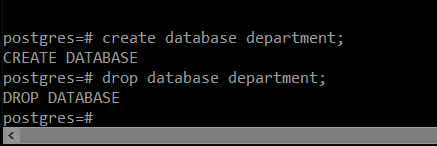 postgres=# create database department;
CREATE DATABASE
postgres=# drop database department;
DROP DATABASE
postgres=#